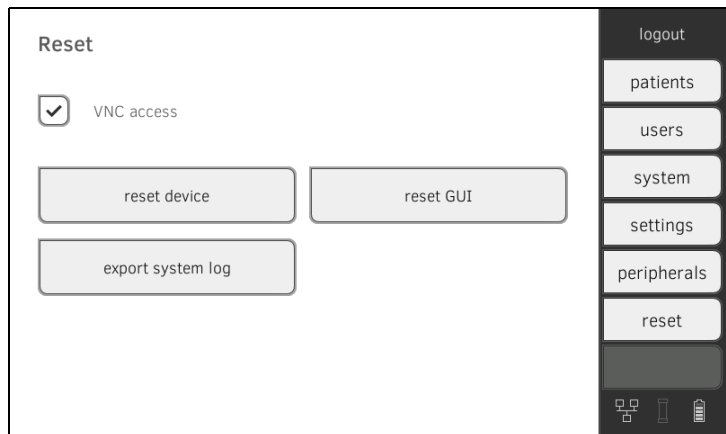 Reset
VNC access
reset device
reset GUI
export system log
logout
patients
users
system
settings
peripherals
reset